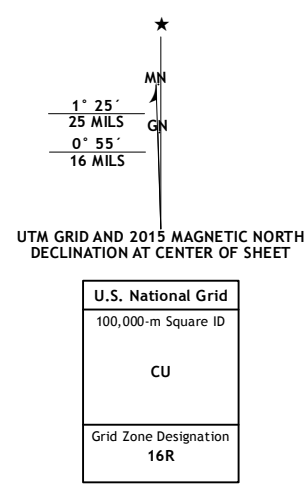 ★
MN
1° 25´
25 MILS
GN
0° 55´
16 MILS
UTM GRID AND 2015 MAGNETIC NORTH
DECLINATION AT CENTER OF SHEET
U.S. National Grid
100,000-m Square ID
CU
Grid Zone Designation
16R